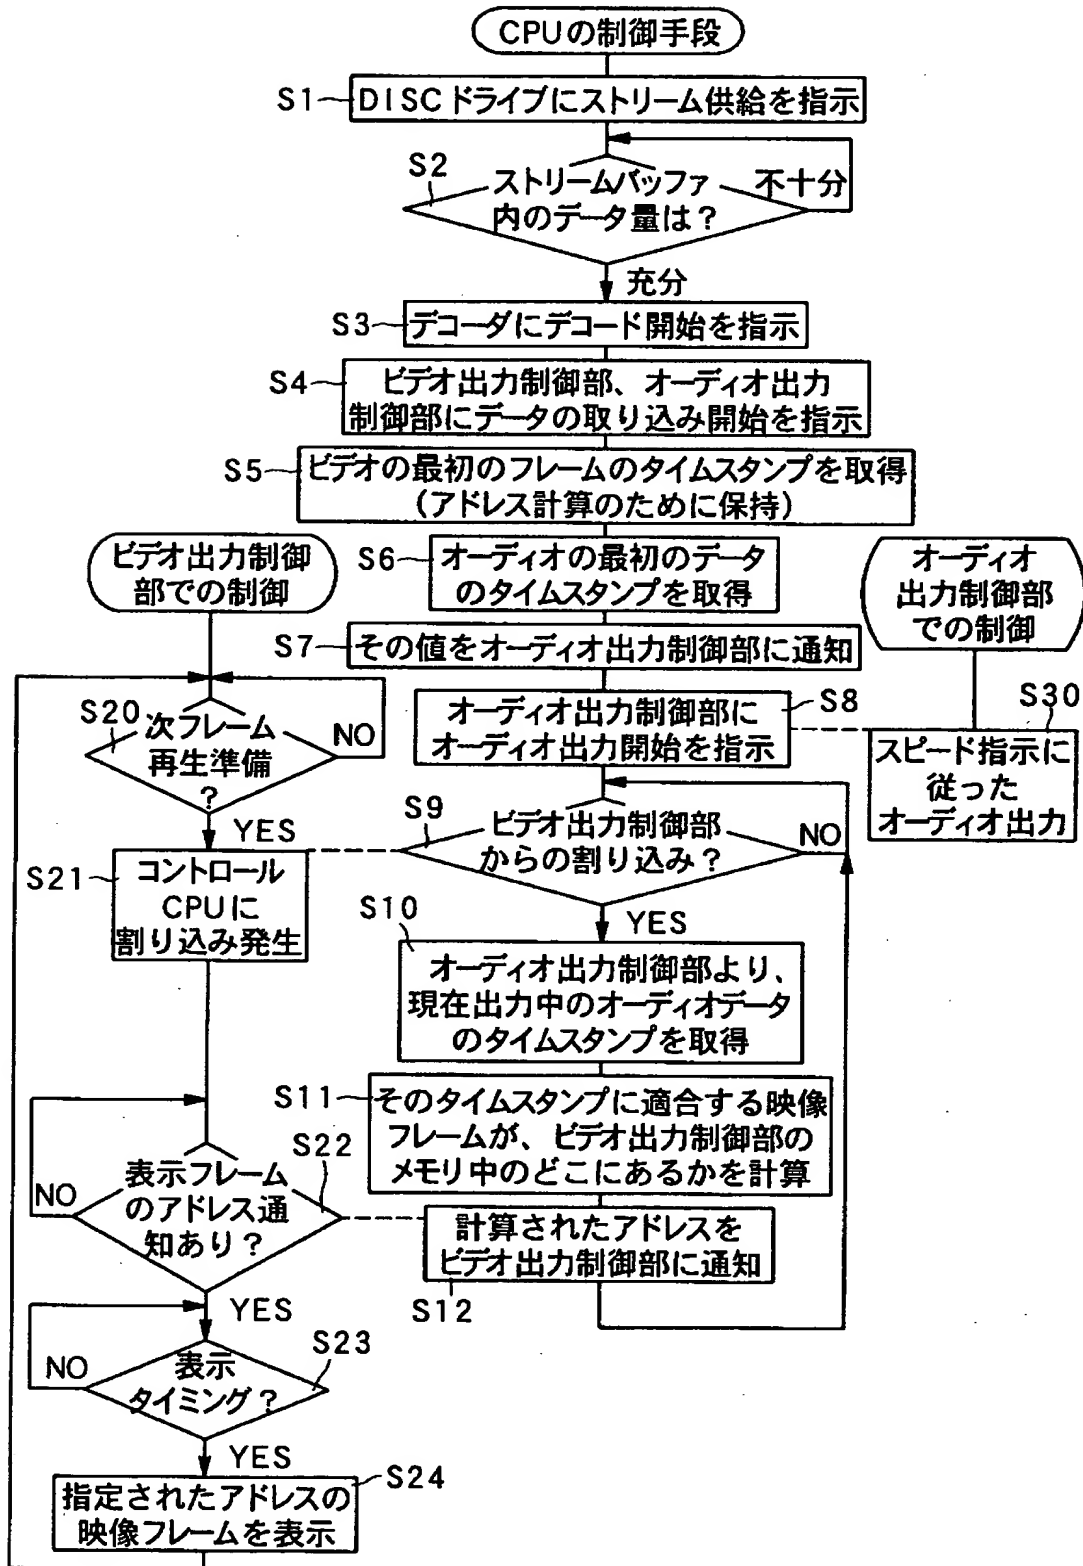 CPUの制御手段
S1
DISCドライブにストリーム供給を指示
S2
ストリームバッファ
内のデータ量は？
不十分
充分
S3
デコーダにデコード開始を指示
S4
ビデオ出力制御部、オーディオ出力
制御部にデータの取り込み開始を指示
S5
ビデオの最初のフレームのタイムスタンプを取得
（アドレス計算のために保持）
S6
オーディオの最初のデータ
のタイムスタンプを取得
S7
その値をオーディオ出力制御部に通知
S8
オーディオ出力制御部に
オーディオ出力開始を指示
S9
ビデオ出力制御部
からの割り込み？
NO
YES
S10
オーディオ出力制御部より、
現在出力中のオーディオデータ
のタイムスタンプを取得
S11
そのタイムスタンプに適合する映像
フレームが、ビデオ出力制御部の
メモリ中のどこにあるかを計算
計算されたアドレスを
ビデオ出力制御部に通知
S12
ビデオ出力制御
部での制御
S20
次フレーム
再生準備
？
NO
YES
S21
コントロール
CPUに
割り込み発生
S22
表示フレーム
のアドレス通
知あり？
NO
YES
S23
表示
タイミング？
NO
YES
S24
指定されたアドレスの
映像フレームを表示
オーディオ
出力制御部
での制御
S30
スピード指示に
従った
オーディオ出力